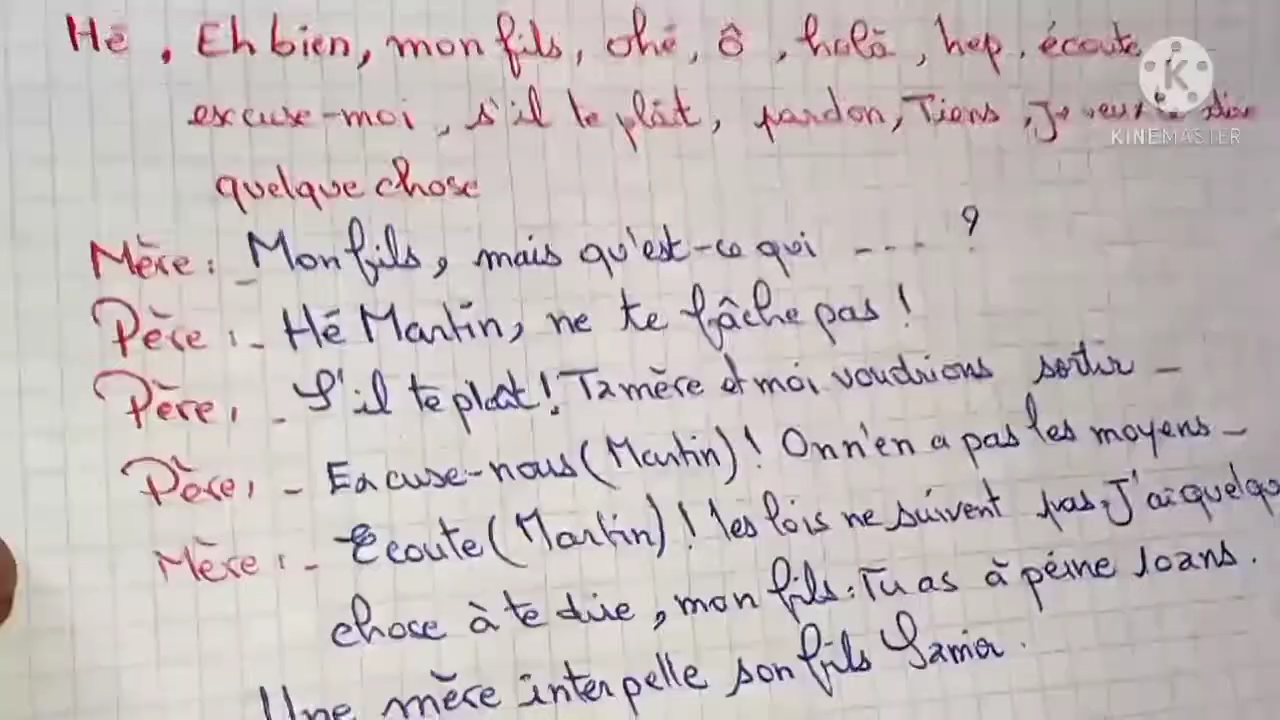 Hé, Eh bien, mon fils, ohé, ô, holà, hep, écoute
excuse-moi, s'il te plât, pardon, Tiens, Je veux te dire
quelque chose
Mère: _ Mon fils, mais qu'est-ce qui ---- ?
Père: _ Hé Martin, ne te fâche pas!
Père: _ S'il te plaît! Ta mère et moi voudrions sortir -
Père: _ Excuse-nous (Martin)! On n'en a pas les moyens -
Mère: _ Ecoute (Martin)! les lois ne suivent pas. J'ai quelque
chose à te dire, mon fils. Tu as à peine 10 ans.
Une mère interpelle son fils Samir.
K
KINEMASTER